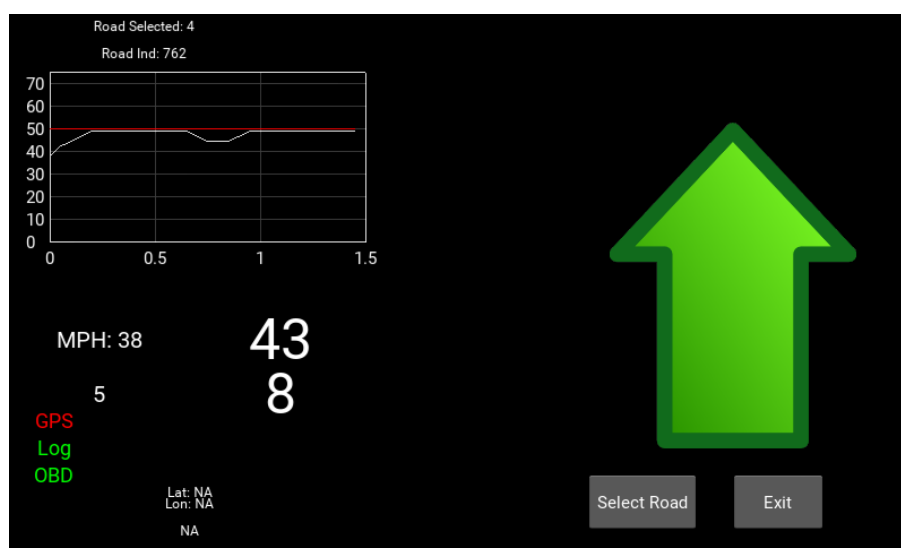 Road Selected: 4
Road Ind: 762
70
60
50
40
30
20
10
0
0 0.5 1 1.5
MPH: 38 43
5 8
GPS
Log
OBD
Lat: NA
Lon: NA
NA
Select Road Exit